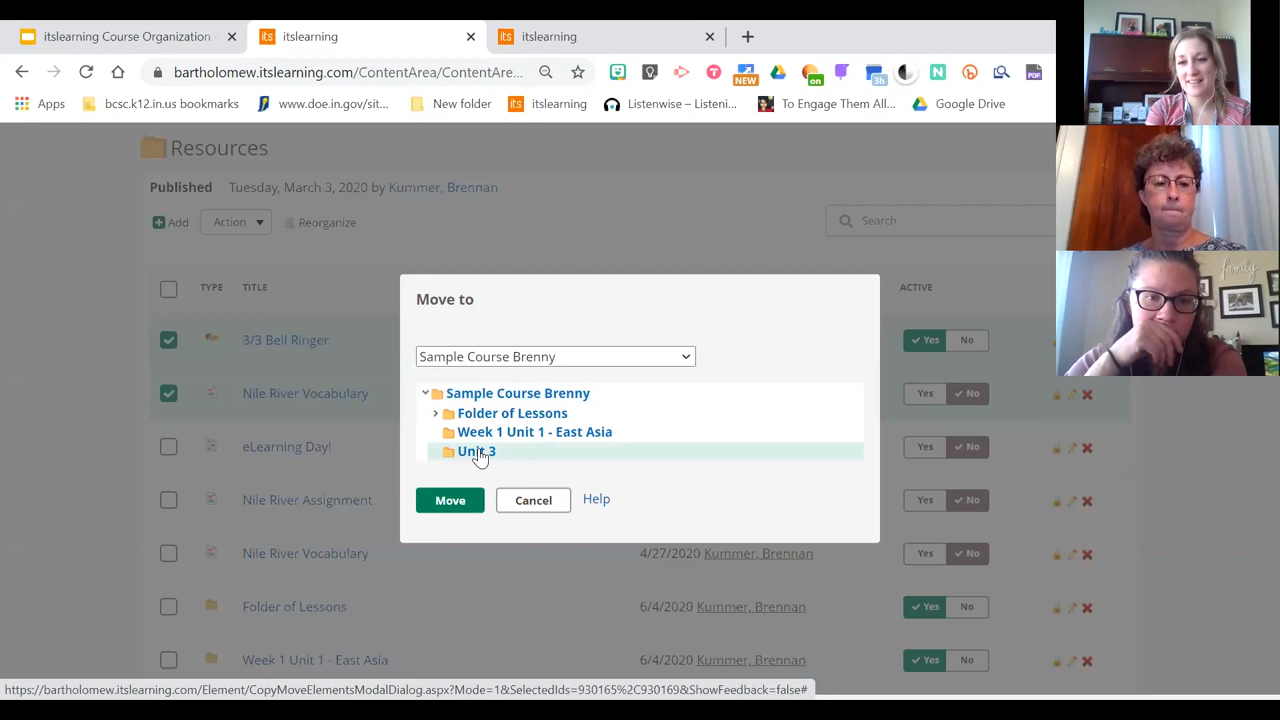 itslearning Course Organization
itslearning
itslearning
bartholomew.itslearning.com/ContentArea/ContentArea...
NEW
on
3h
N
PDF
Apps
bcsc.k12.in.us bookmarks
www.doe.in.gov/sit...
New folder
itslearning
Listenwise – Listeni...
To Engage Them All...
Google Drive
Resources
Published Tuesday, March 3, 2020 by Kummer, Brennan
Add Action Reorganize
Search
TYPE TITLE ACTIVE
3/3 Bell Ringer Yes No
Nile River Vocabulary Yes No
eLearning Day! Yes No
Nile River Assignment Yes No
Nile River Vocabulary 4/27/2020 Kummer, Brennan Yes No
Folder of Lessons 6/4/2020 Kummer, Brennan Yes No
Week 1 Unit 1 - East Asia 6/4/2020 Kummer, Brennan Yes No
Move to
Sample Course Brenny
Sample Course Brenny
Folder of Lessons
Week 1 Unit 1 - East Asia
Unit 3
Move Cancel Help
https://bartholomew.itslearning.com/Element/CopyMoveElementsModalDialog.aspx?Mode=1&SelectedIds=930165%2C930169&ShowFeedback=false#
family